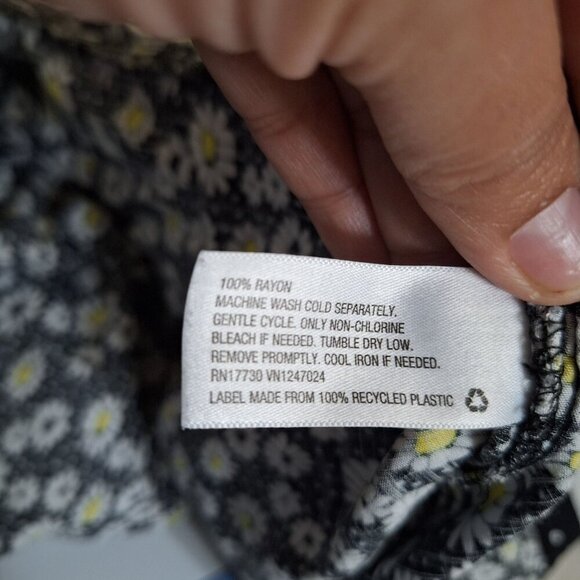 100% RAYON
MACHINE WASH COLD SEPARATELY.
GENTLE CYCLE. ONLY NON-CHLORINE
BLEACH IF NEEDED. TUMBLE DRY LOW.
REMOVE PROMPTLY. COOL IRON IF NEEDED.
RN17730 VN1247024
LABEL MADE FROM 100% RECYCLED PLASTIC